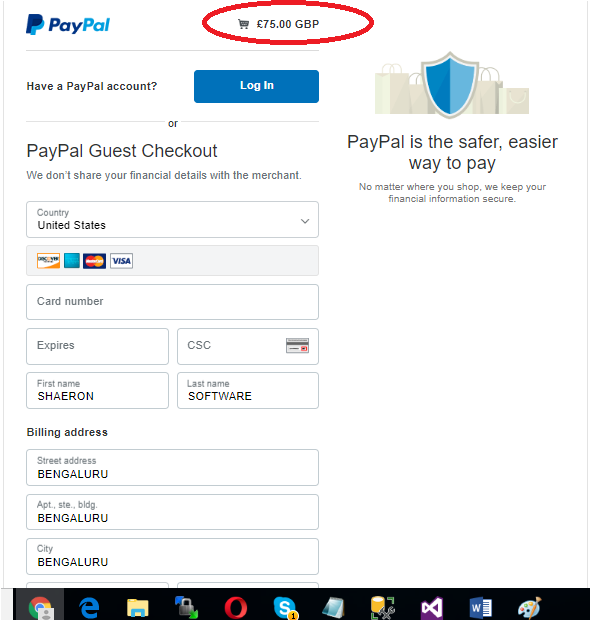 PayPal
£75.00 GBP
Have a PayPal account?
Log In
or
PayPal Guest Checkout
We don't share your financial details with the merchant.
Country
United States
DISCOVER
VISA
Card number
Expires
CSC
First name
SHAERON
Last name
SOFTWARE
Billing address
Street address
BENGALURU
Apt., ste., bldg.
BENGALURU
City
BENGALURU
PayPal is the safer, easier
way to pay
No matter where you shop, we keep your
financial information secure.
1